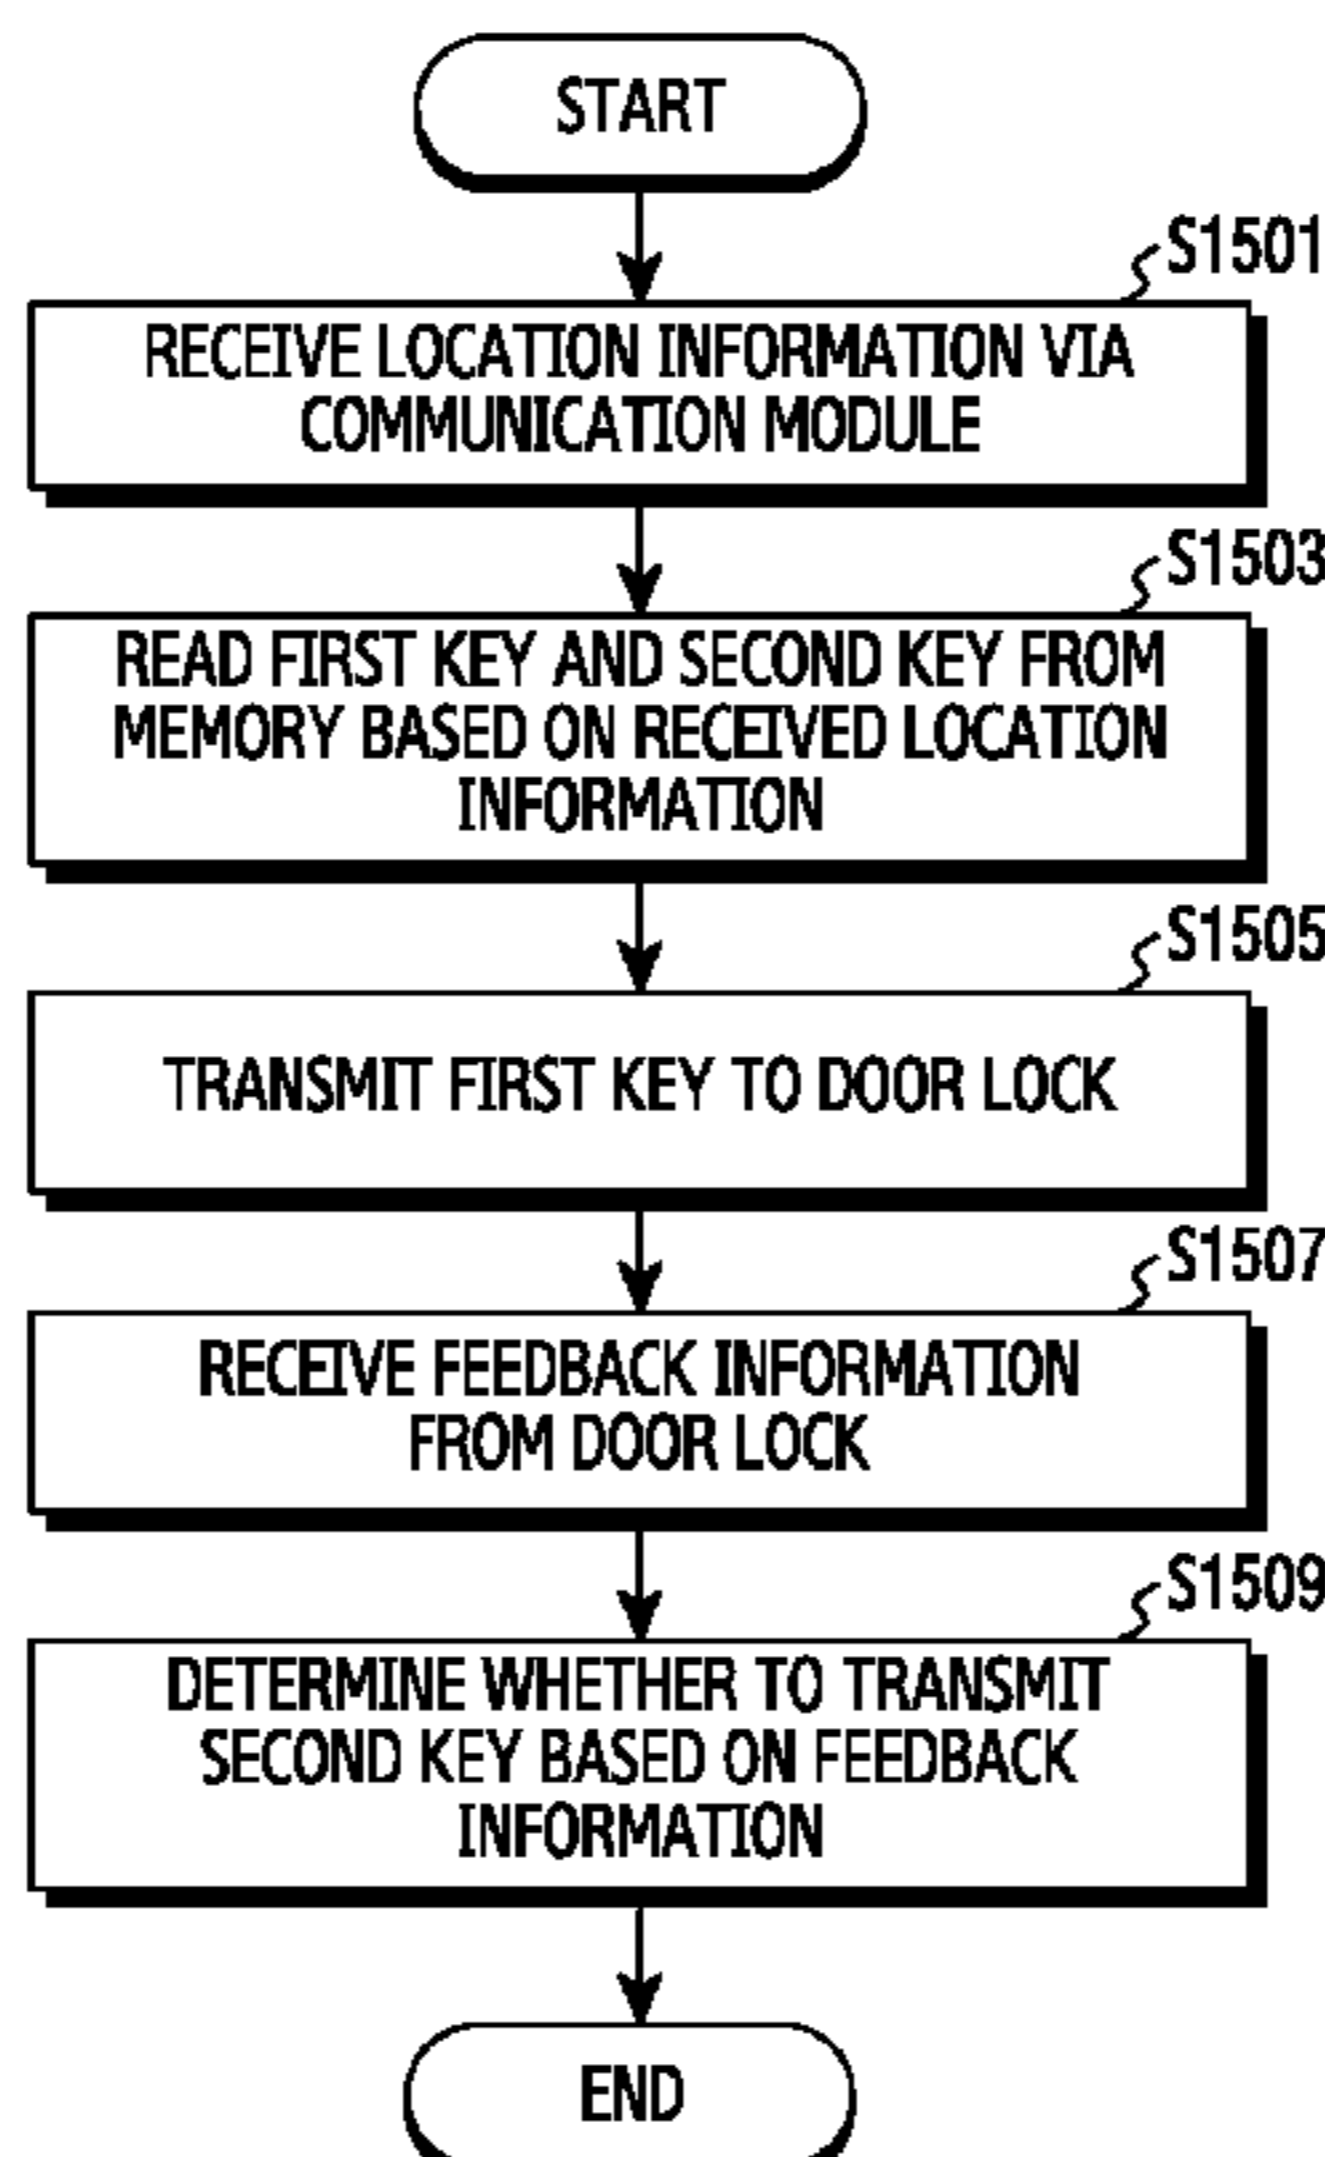 START
S1501
RECEIVE LOCATION INFORMATION VIA
COMMUNICATION MODULE
S1503
READ FIRST KEY AND SECOND KEY FROM
MEMORY BASED ON RECEIVED LOCATION
INFORMATION
S1505
TRANSMIT FIRST KEY TO DOOR LOCK
S1507
RECEIVE FEEDBACK INFORMATION
FROM DOOR LOCK
S1509
DETERMINE WHETHER TO TRANSMIT
SECOND KEY BASED ON FEEDBACK
INFORMATION
END